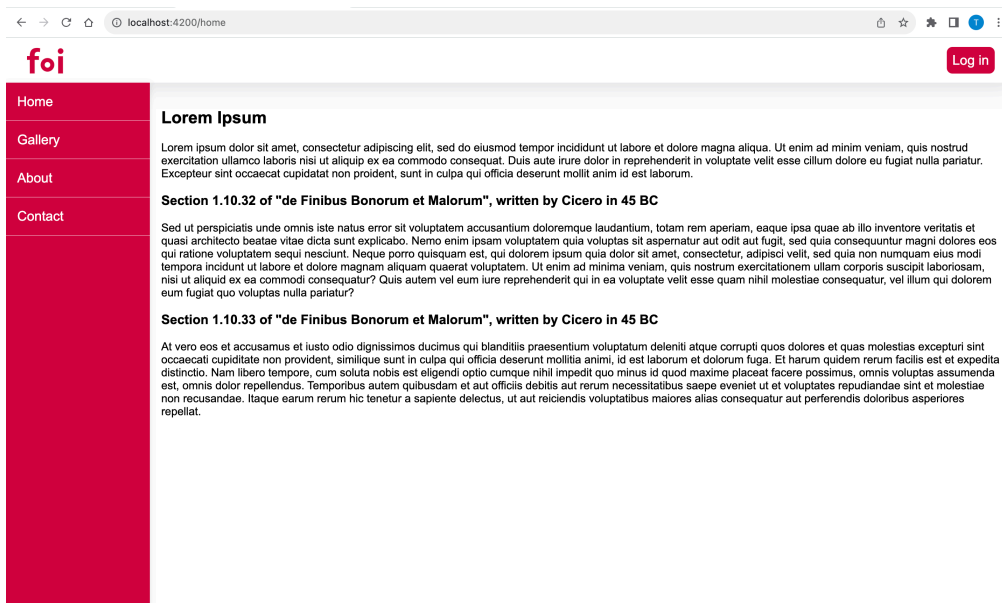 localhost:4200/home
T
foi
Log in
Home
Gallery
About
Contact
Lorem Ipsum
Lorem ipsum dolor sit amet, consectetur adipiscing elit, sed do eiusmod tempor incididunt ut labore et dolore magna aliqua. Ut enim ad minim veniam, quis nostrud
exercitation ullamco laboris nisi ut aliquip ex ea commodo consequat. Duis aute irure dolor in reprehenderit in voluptate velit esse cillum dolore eu fugiat nulla pariatur.
Excepteur sint occaecat cupidatat non proident, sunt in culpa qui officia deserunt mollit anim id est laborum.
Section 1.10.32 of "de Finibus Bonorum et Malorum", written by Cicero in 45 BC
Sed ut perspiciatis unde omnis iste natus error sit voluptatem accusantium doloremque laudantium, totam rem aperiam, eaque ipsa quae ab illo inventore veritatis et
quasi architecto beatae vitae dicta sunt explicabo. Nemo enim ipsam voluptatem quia voluptas sit aspernatur aut odit aut fugit, sed quia consequuntur magni dolores eos
qui ratione voluptatem sequi nesciunt. Neque porro quisquam est, qui dolorem ipsum quia dolor sit amet, consectetur, adipisci velit, sed quia non numquam eius modi
tempora incidunt ut labore et dolore magnam aliquam quaerat voluptatem. Ut enim ad minima veniam, quis nostrum exercitationem ullam corporis suscipit laboriosam,
nisi ut aliquid ex ea commodi consequatur? Quis autem vel eum iure reprehenderit qui in ea voluptate velit esse quam nihil molestiae consequatur, vel illum qui dolorem
eum fugiat quo voluptas nulla pariatur?
Section 1.10.33 of "de Finibus Bonorum et Malorum", written by Cicero in 45 BC
At vero eos et accusamus et iusto odio dignissimos ducimus qui blanditiis praesentium voluptatum deleniti atque corrupti quos dolores et quas molestias excepturi sint
occaecati cupiditate non provident, similique sunt in culpa qui officia deserunt mollitia animi, id est laborum et dolorum fuga. Et harum quidem rerum facilis est et expedita
distinctio. Nam libero tempore, cum soluta nobis est eligendi optio cumque nihil impedit quo minus id quod maxime placeat facere possimus, omnis voluptas assumenda
est, omnis dolor repellendus. Temporibus autem quibusdam et aut officiis debitis aut rerum necessitatibus saepe eveniet ut et voluptates repudiandae sint et molestiae
non recusandae. Itaque earum rerum hic tenetur a sapiente delectus, ut aut reiciendis voluptatibus maiores alias consequatur aut perferendis doloribus asperiores
repellat.